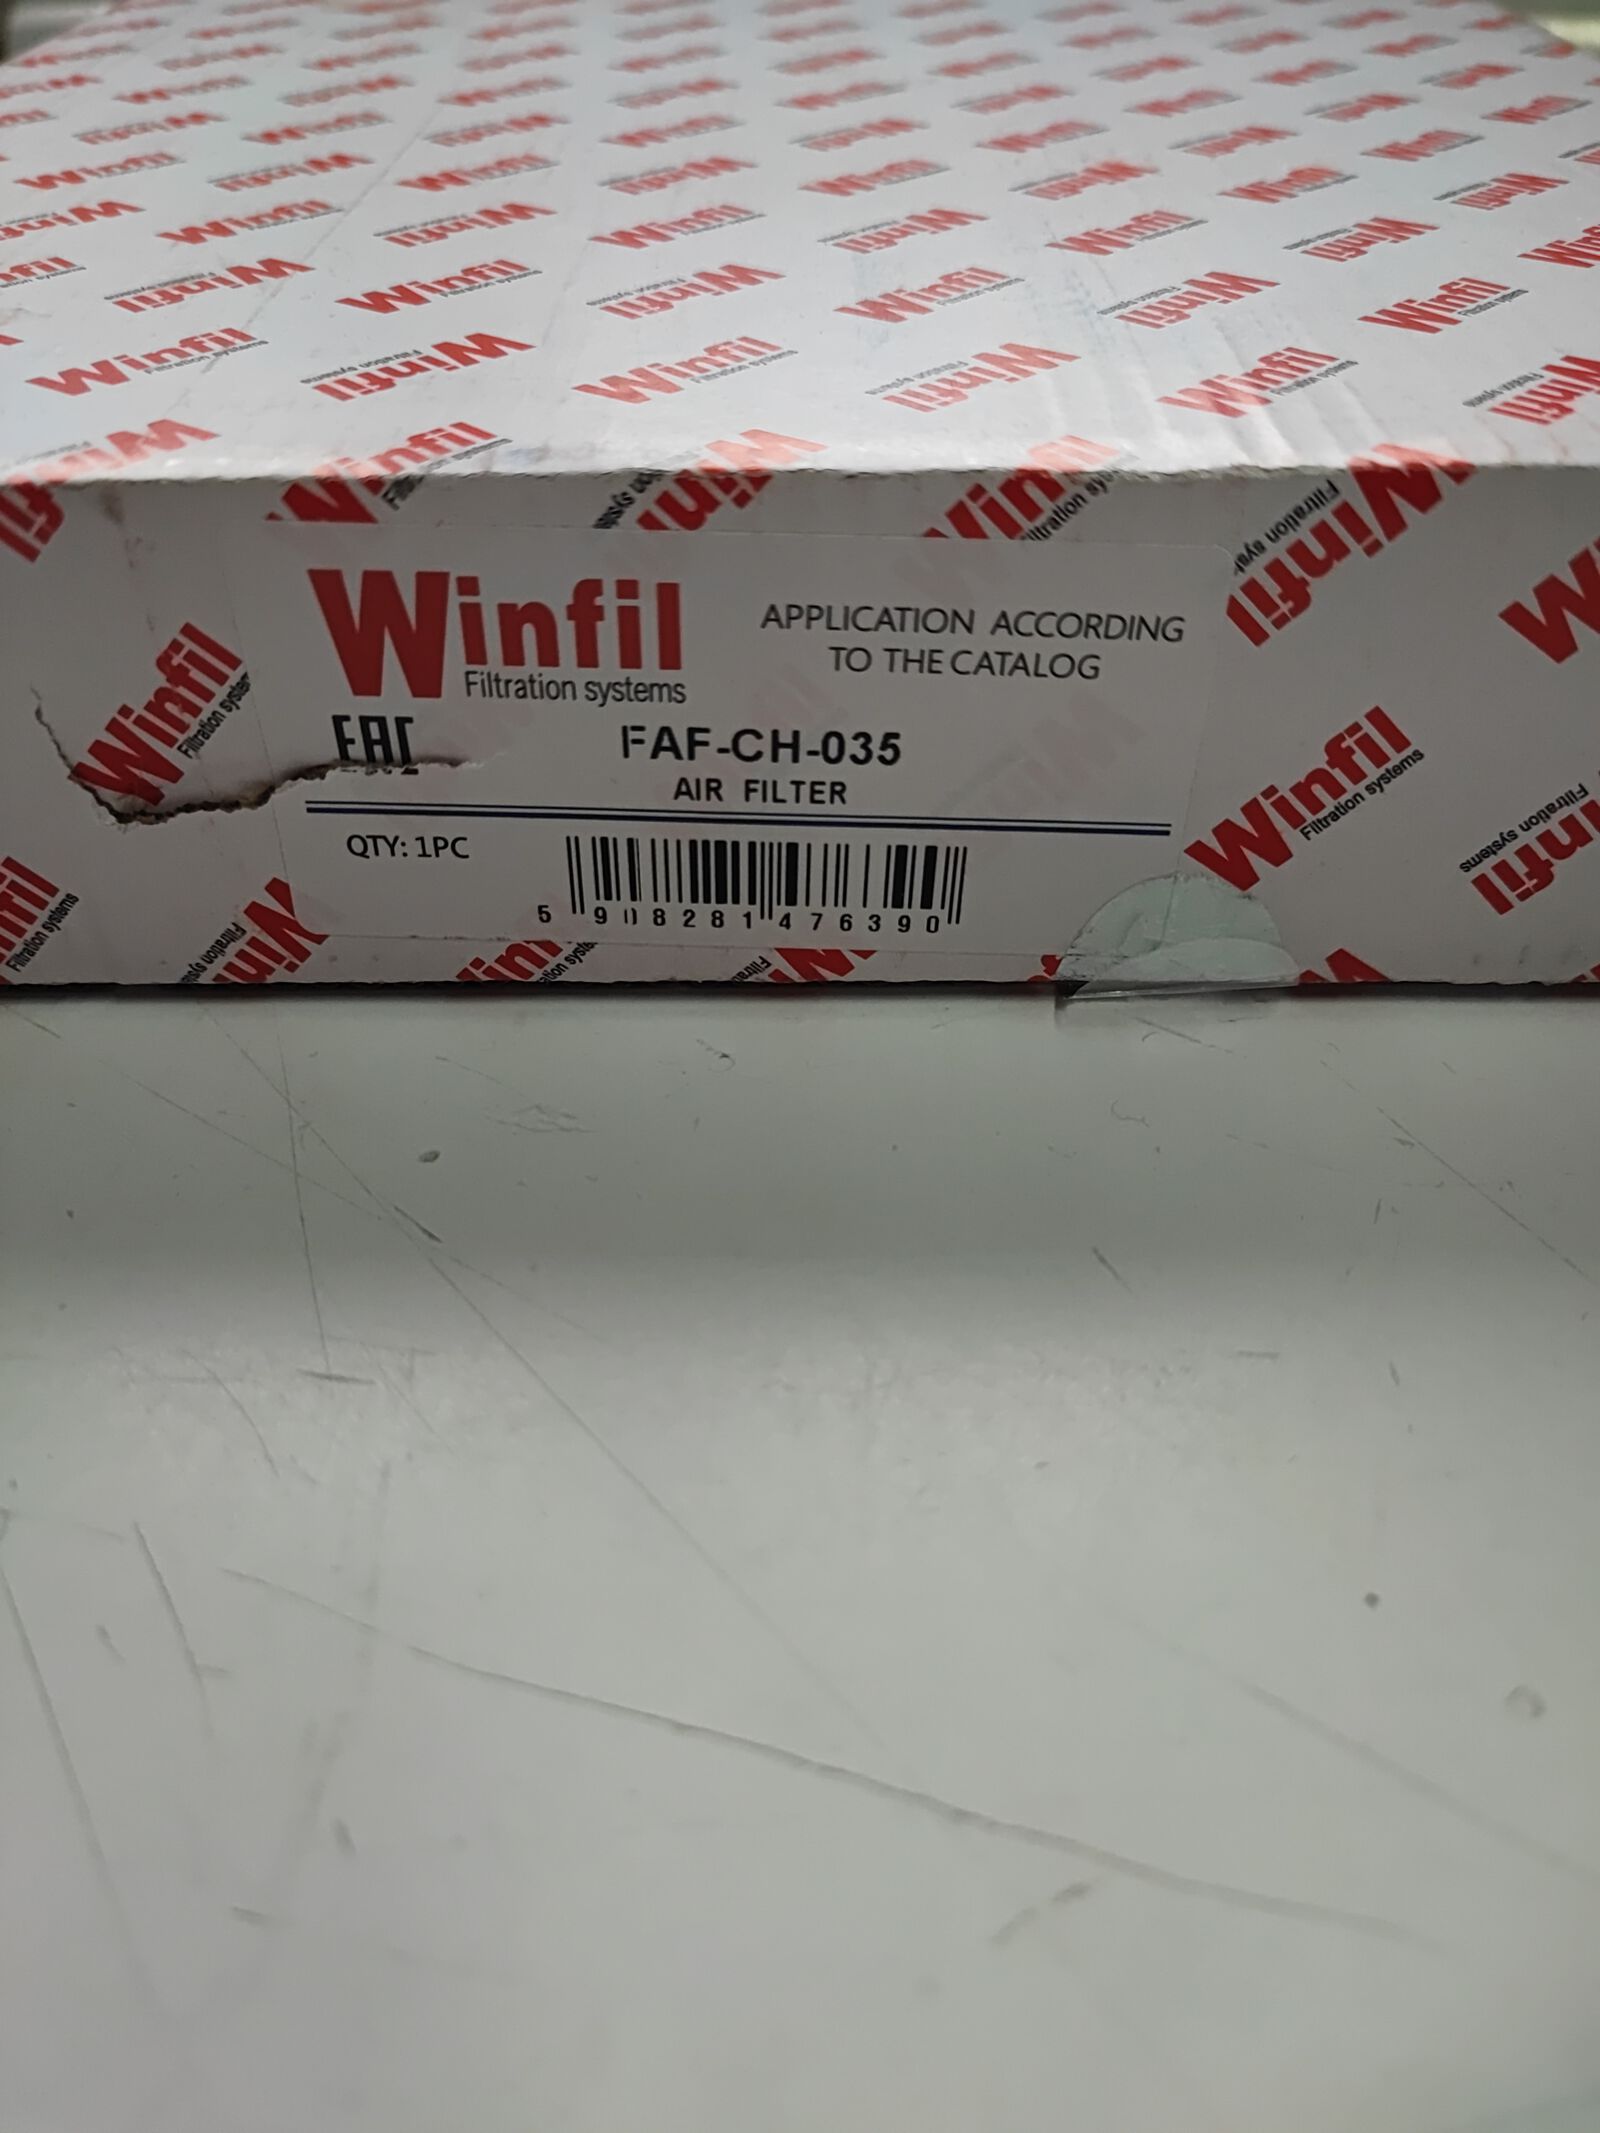 Winfil
Filtration systems
APPLICATION ACCORDING
TO THE CATALOG
EAC
FAF-CH-035
AIR FILTER
QTY: 1PC
5 908281 476390